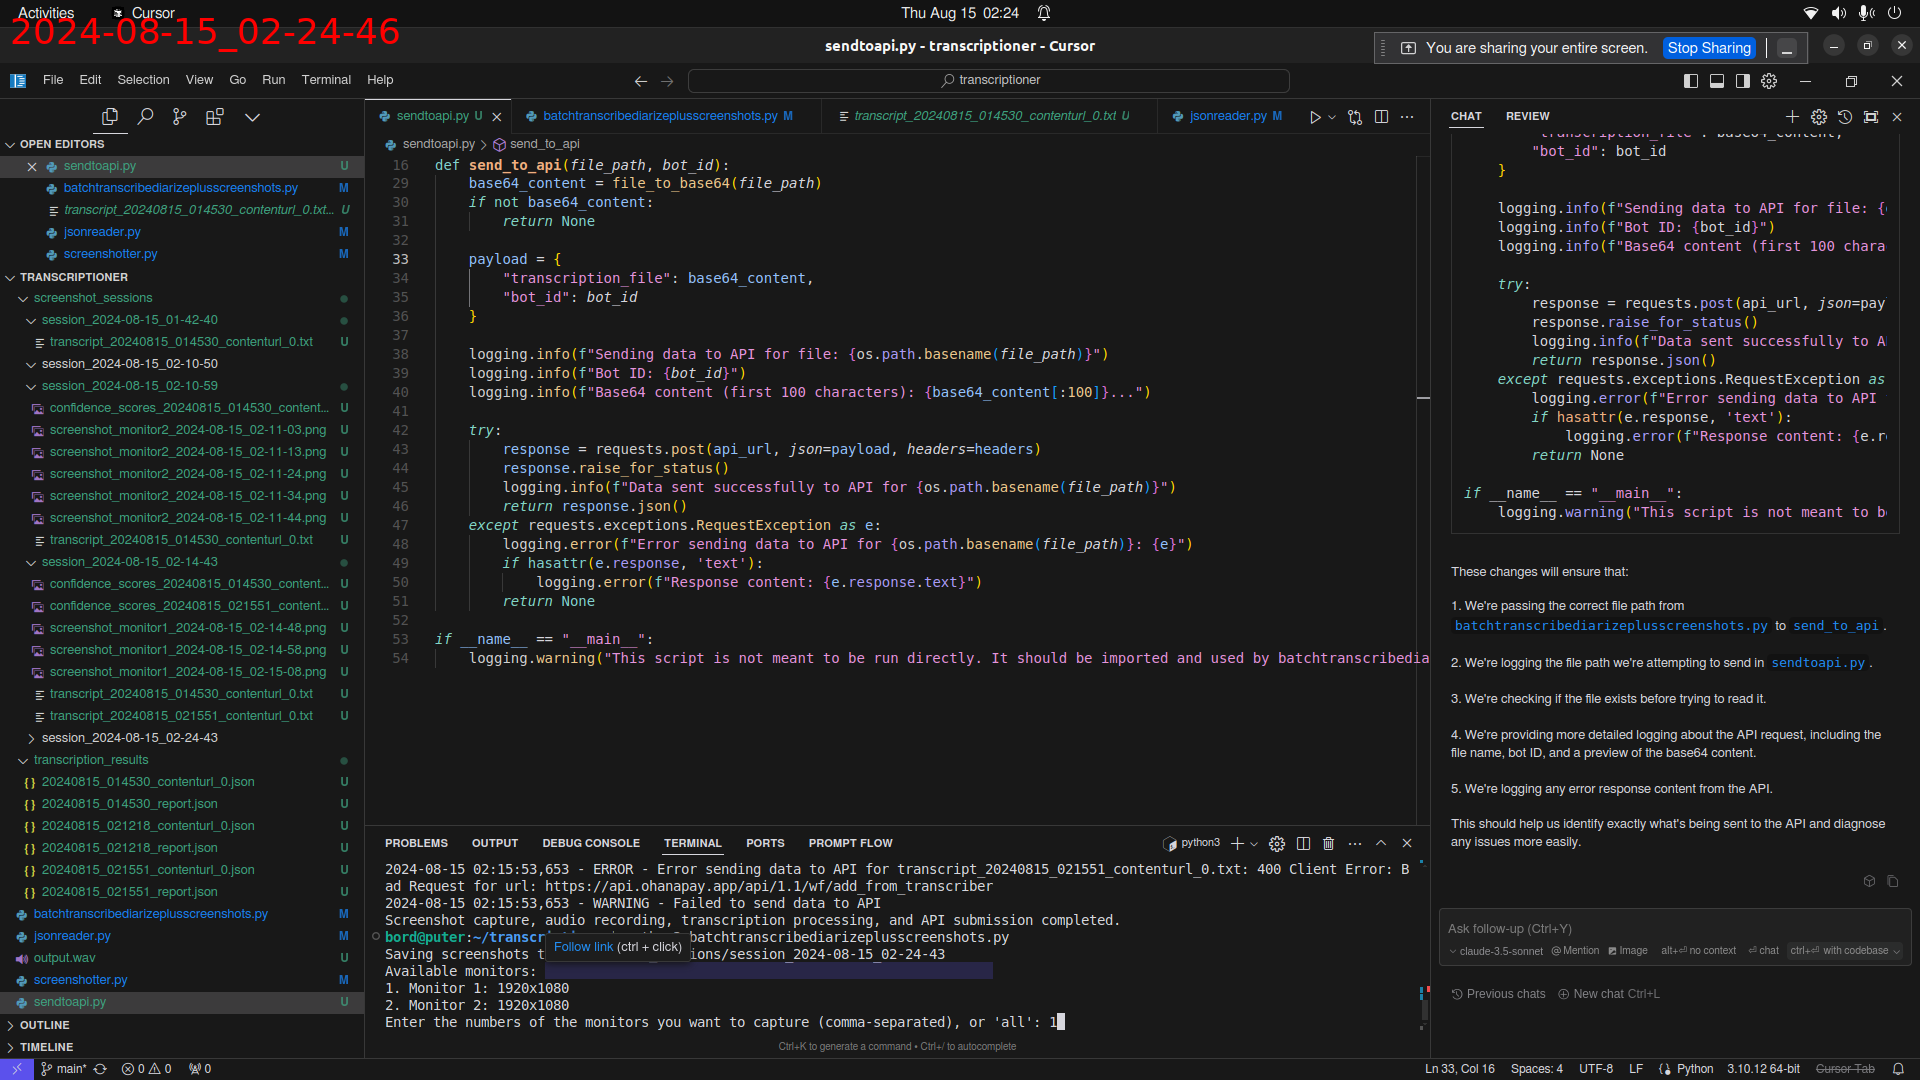 Activities
Cursor
Thu Aug 15 02:24
2024-08-15_02-24-46
sendtoapi.py - transcriptioner - Cursor
You are sharing your entire screen.
Stop Sharing
File Edit Selection View Go Run Terminal Help
transcriptioner
OPEN EDITORS
sendtoapi.py U
batchtranscribediarizeplusscreenshots.py M
transcript_20240815_014530_contenturl_0.txt... U
jsonreader.py M
screenshotter.py M
TRANSCRIPTIONER
screenshot_sessions
session_2024-08-15_01-42-40
transcript_20240815_014530_contenturl_0.txt U
session_2024-08-15_02-10-50
session_2024-08-15_02-10-59
confidence_scores_20240815_014530_content... U
screenshot_monitor2_2024-08-15_02-11-03.png U
screenshot_monitor2_2024-08-15_02-11-13.png U
screenshot_monitor2_2024-08-15_02-11-24.png U
screenshot_monitor2_2024-08-15_02-11-34.png U
screenshot_monitor2_2024-08-15_02-11-44.png U
transcript_20240815_014530_contenturl_0.txt U
session_2024-08-15_02-14-43
confidence_scores_20240815_014530_content... U
confidence_scores_20240815_021551_content... U
screenshot_monitor1_2024-08-15_02-14-48.png U
screenshot_monitor1_2024-08-15_02-14-58.png U
screenshot_monitor1_2024-08-15_02-15-08.png U
transcript_20240815_014530_contenturl_0.txt U
transcript_20240815_021551_contenturl_0.txt U
session_2024-08-15_02-24-43
transcription_results
{} 20240815_014530_contenturl_0.json U
{} 20240815_014530_report.json U
{} 20240815_021218_contenturl_0.json U
{} 20240815_021218_report.json U
{} 20240815_021551_contenturl_0.json U
{} 20240815_021551_report.json U
batchtranscribediarizeplusscreenshots.py M
jsonreader.py M
output.wav U
screenshotter.py M
sendtoapi.py U
OUTLINE
TIMELINE
sendtoapi.py U
batchtranscribediarizeplusscreenshots.py M
transcript_20240815_014530_contenturl_0.txt U
jsonreader.py M
sendtoapi.py > send_to_api
16 def send_to_api(file_path, bot_id):
29 base64_content = file_to_base64(file_path)
30 if not base64_content:
31 return None
32
33 payload = {
34 "transcription_file": base64_content,
35 "bot_id": bot_id
36 }
37
38 logging.info(f"Sending data to API for file: {os.path.basename(file_path)}")
39 logging.info(f"Bot ID: {bot_id}")
40 logging.info(f"Base64 content (first 100 characters): {base64_content[:100]}...")
41
42 try:
43 response = requests.post(api_url, json=payload, headers=headers)
44 response.raise_for_status()
45 logging.info(f"Data sent successfully to API for {os.path.basename(file_path)}")
46 return response.json()
47 except requests.exceptions.RequestException as e:
48 logging.error(f"Error sending data to API for {os.path.basename(file_path)}: {e}")
49 if hasattr(e.response, 'text'):
50 logging.error(f"Response content: {e.response.text}")
51 return None
52
53 if __name__ == "__main__":
54 logging.warning("This script is not meant to be run directly. It should be imported and used by batchtranscribedia
PROBLEMS OUTPUT DEBUG CONSOLE TERMINAL PORTS PROMPT FLOW
python3
2024-08-15 02:15:53,653 - ERROR - Error sending data to API for transcript_20240815_021551_contenturl_0.txt: 400 Client Error: B
ad Request for url: https://api.ohanapay.app/api/1.1/wf/add_from_transcriber
2024-08-15 02:15:53,653 - WARNING - Failed to send data to API
Screenshot capture, audio recording, transcription processing, and API submission completed.
bord@puter:~/transc batchtranscribediarizeplusscreenshots.py
Follow link (ctrl + click)
Saving screenshots t ions/session_2024-08-15_02-24-43
Available monitors:
1. Monitor 1: 1920x1080
2. Monitor 2: 1920x1080
Enter the numbers of the monitors you want to capture (comma-separated), or 'all': 1
Ctrl+K to generate a command • Ctrl+/ to autocomplete
CHAT REVIEW
"transcription_file": base64_content,
"bot_id": bot_id
}
logging.info(f"Sending data to API for file: {
logging.info(f"Bot ID: {bot_id}")
logging.info(f"Base64 content (first 100 chara
try:
response = requests.post(api_url, json=pay
response.raise_for_status()
logging.info(f"Data sent successfully to A
return response.json()
except requests.exceptions.RequestException as
logging.error(f"Error sending data to API
if hasattr(e.response, 'text'):
logging.error(f"Response content: {e.r
return None
if __name__ == "__main__":
logging.warning("This script is not meant to b
These changes will ensure that:
1. We're passing the correct file path from
batchtranscribediarizeplusscreenshots.py to send_to_api.
2. We're logging the file path we're attempting to send in sendtoapi.py.
3. We're checking if the file exists before trying to read it.
4. We're providing more detailed logging about the API request, including the
file name, bot ID, and a preview of the base64 content.
5. We're logging any error response content from the API.
This should help us identify exactly what's being sent to the API and diagnose
any issues more easily.
Ask follow-up (Ctrl+Y)
claude-3.5-sonnet @ Mention Image alt+⏎ no context ⏎ chat ctrl+⏎ with codebase
Previous chats New chat Ctrl+L
main* 0 0 0
Ln 33, Col 16 Spaces: 4 UTF-8 LF {} Python 3.10.12 64-bit Cursor Tab